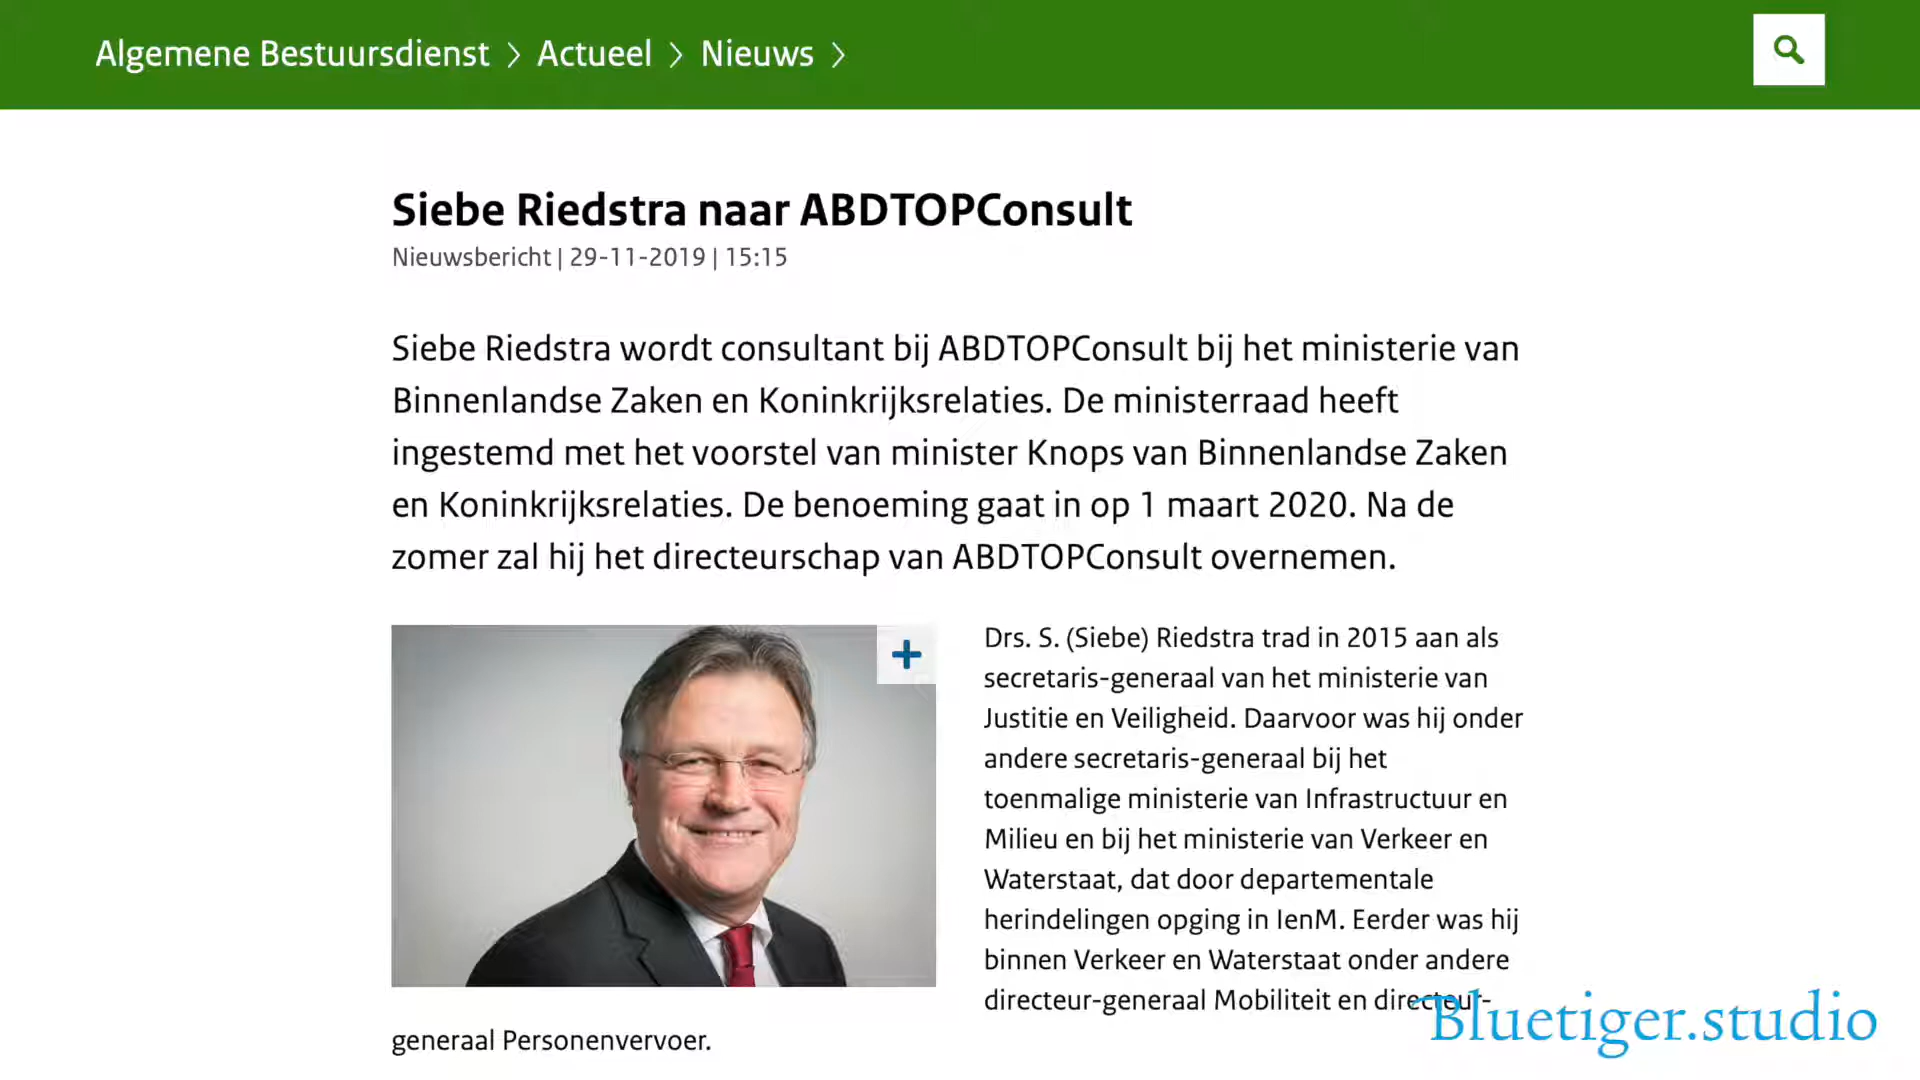 Algemene Bestuursdienst > Actueel > Nieuws >
Siebe Riedstra naar ABDTOPConsult
Nieuwsbericht | 29-11-2019 | 15:15
Siebe Riedstra wordt consultant bij ABDTOPConsult bij het ministerie van
Binnenlandse Zaken en Koninkrijksrelaties. De ministerraad heeft
ingestemd met het voorstel van minister Knops van Binnenlandse Zaken
en Koninkrijksrelaties. De benoeming gaat in op 1 maart 2020. Na de
zomer zal hij het directeurschap van ABDTOPConsult overnemen.
Drs. S. (Siebe) Riedstra trad in 2015 aan als
secretaris-generaal van het ministerie van
Justitie en Veiligheid. Daarvoor was hij onder
andere secretaris-generaal bij het
toenmalige ministerie van Infrastructuur en
Milieu en bij het ministerie van Verkeer en
Waterstaat, dat door departementale
herindelingen opging in IenM. Eerder was hij
binnen Verkeer en Waterstaat onder andere
directeur-generaal Mobiliteit en directeur-
generaal Personenvervoer.
Bluetiger.studio